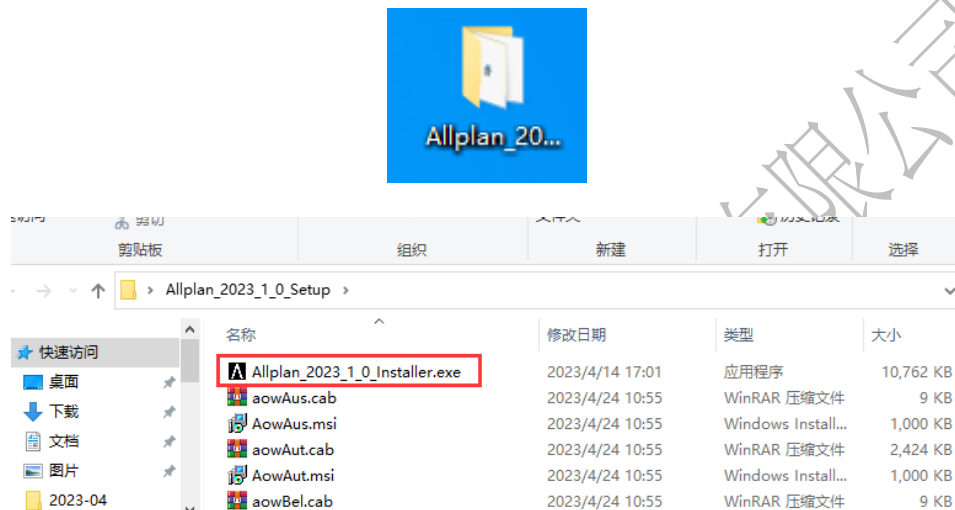 Allplan_20...
有限公司
剪切
剪贴板 组织 新建 打开 选择
Allplan_2023_1_0_Setup
名称 修改日期 类型 大小
快速访问
Allplan_2023_1_0_Installer.exe 2023/4/14 17:01 应用程序 10,762 KB
桌面
aowAus.cab 2023/4/24 10:55 WinRAR 压缩文件 9 KB
下载
AowAus.msi 2023/4/24 10:55 Windows Install... 1,000 KB
文档
aowAut.cab 2023/4/24 10:55 WinRAR 压缩文件 2,424 KB
图片
AowAut.msi 2023/4/24 10:55 Windows Install... 1,000 KB
2023-04
aowBel.cab 2023/4/24 10:55 WinRAR 压缩文件 9 KB